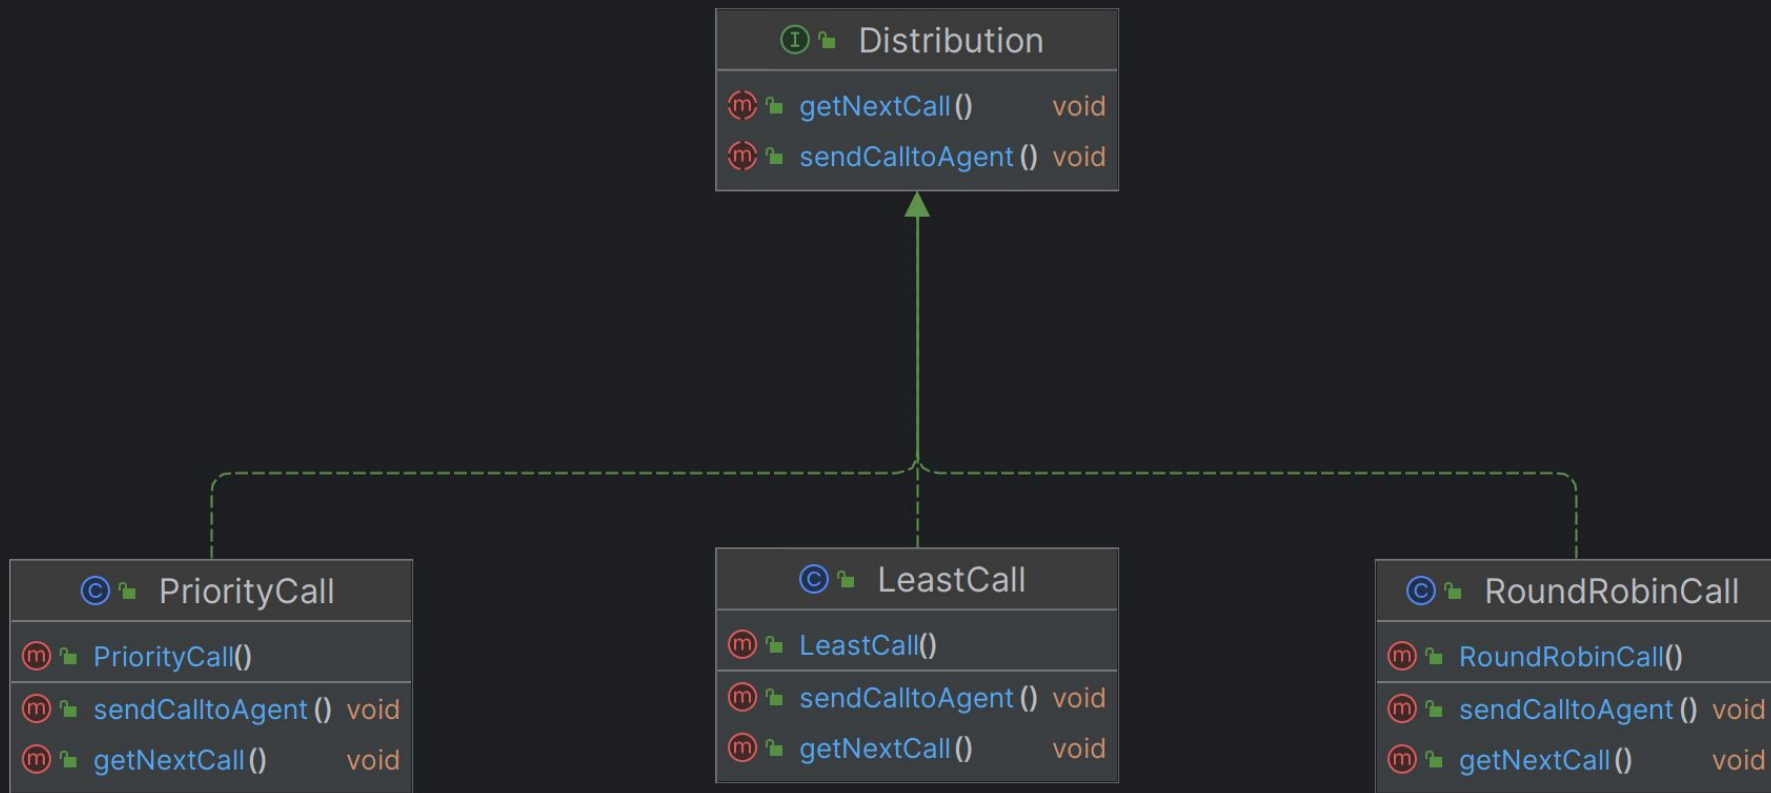 Distribution
getNextCall() void
sendCalltoAgent() void
PriorityCall
PriorityCall()
sendCalltoAgent() void
getNextCall() void
LeastCall
LeastCall()
sendCalltoAgent() void
getNextCall() void
RoundRobinCall
RoundRobinCall()
sendCalltoAgent() void
getNextCall() void